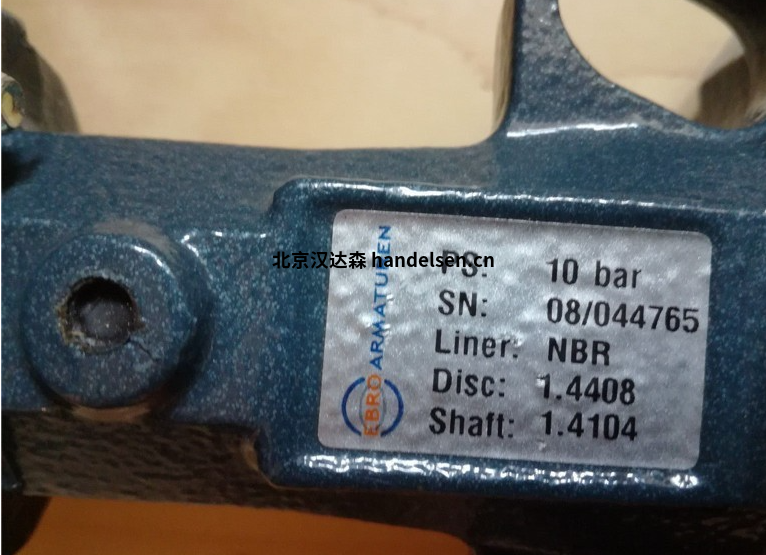 北京汉达森 handelsen.cn
EBRO ARMATUREN
PS: 10 bar
SN: 08/044765
Liner: NBR
Disc: 1.4408
Shaft: 1.4104